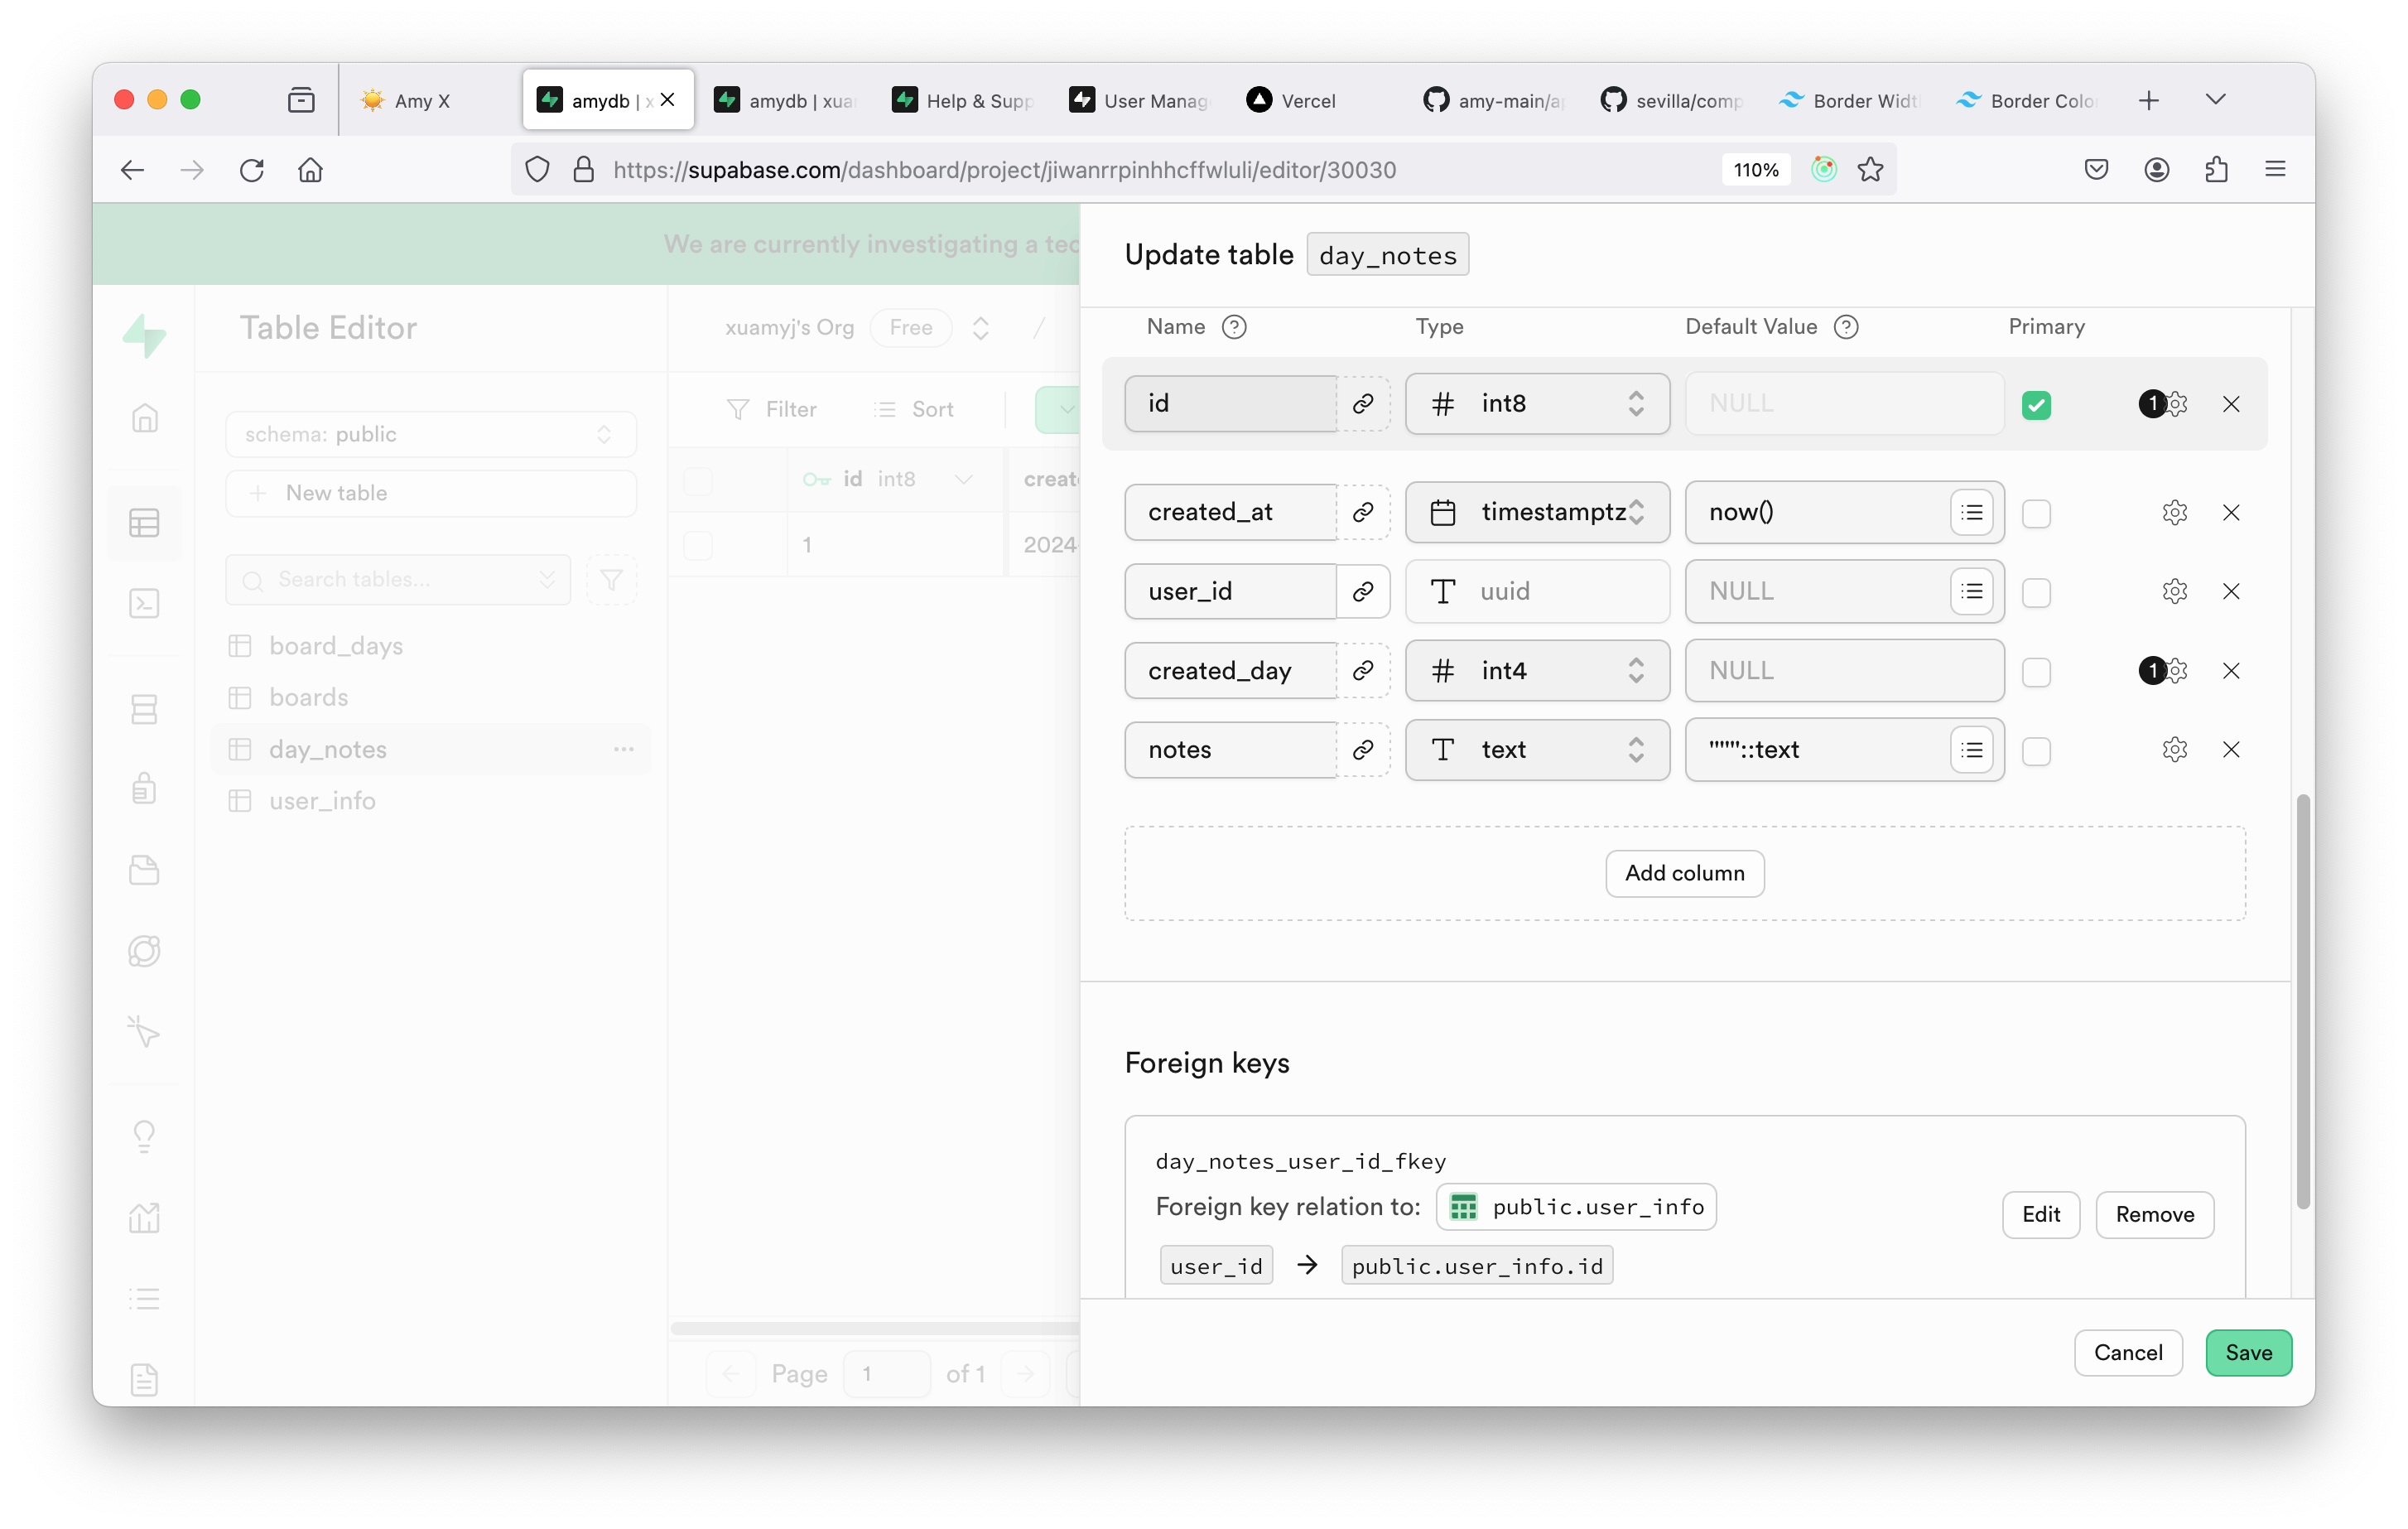 Amy X
amydb | x
amydb | xuar
Help & Supp
User Manag
Vercel
amy-main/a
sevilla/comp
Border Widt
Border Colo
https://supabase.com/dashboard/project/jiwanrrpinhhcffwluli/editor/30030
110%
We are currently investigating a tec
Table Editor
schema: public
New table
Search tables...
board_days
boards
day_notes
user_info
xuamyj's Org
Free
/
Filter
Sort
id int8
creat
1
2024
Page 1 of 1
Update table day_notes
Name
Type
Default Value
Primary
id
int8
NULL
1
created_at
timestamptz
now()
user_id
uuid
NULL
created_day
int4
NULL
1
notes
text
""""::text
Add column
Foreign keys
day_notes_user_id_fkey
Foreign key relation to: public.user_info
user_id → public.user_info.id
Edit
Remove
Cancel
Save